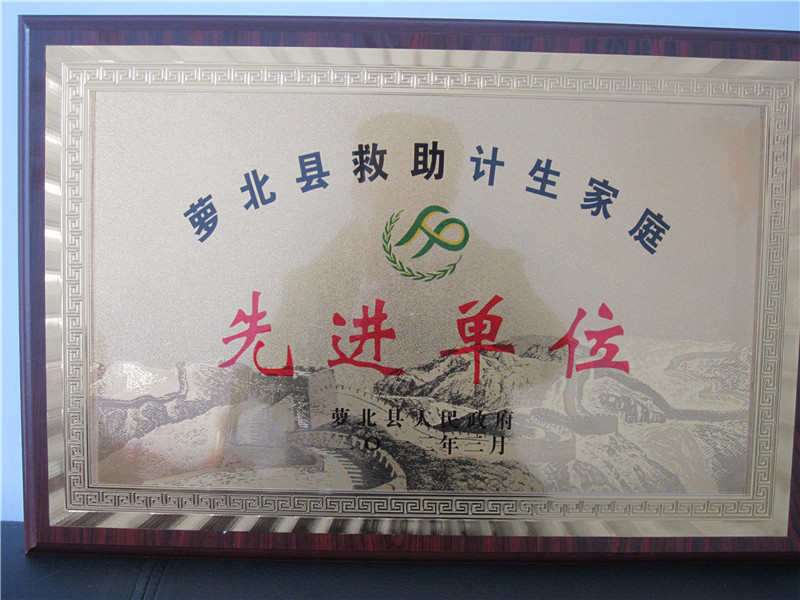 萝北县救助计生家庭
先进单位
萝北县人民政府
〇 二年三月